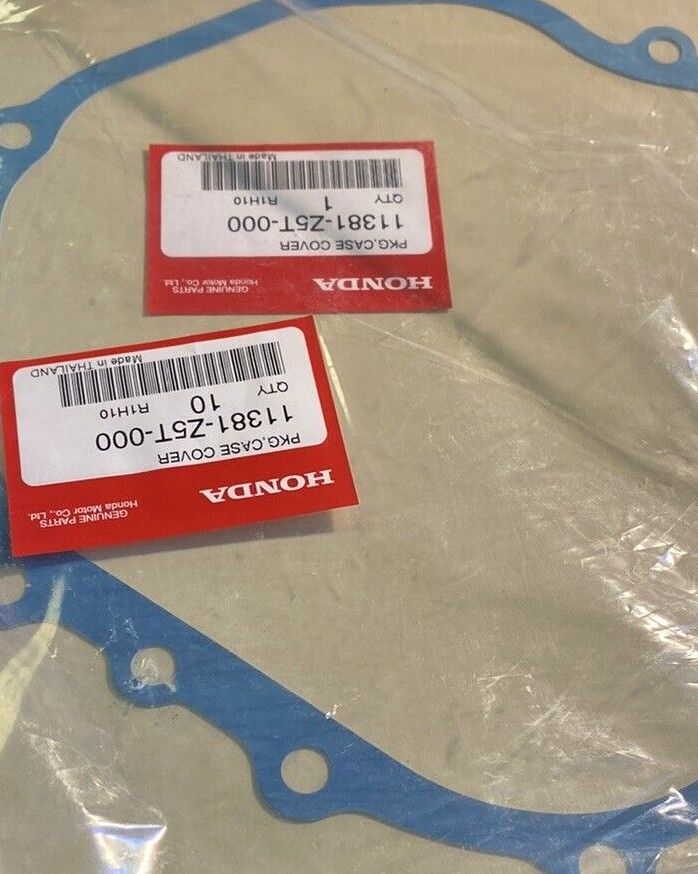 HONDA GENUINE PARTS
Honda Motor Co., Ltd.
PKG,CASE COVER
11381-Z5T-000
QTY 1 R1H10
Made in THAILAND
HONDA GENUINE PARTS
Honda Motor Co., Ltd.
PKG,CASE COVER
11381-Z5T-000
QTY 10 R1H10
Made in THAILAND